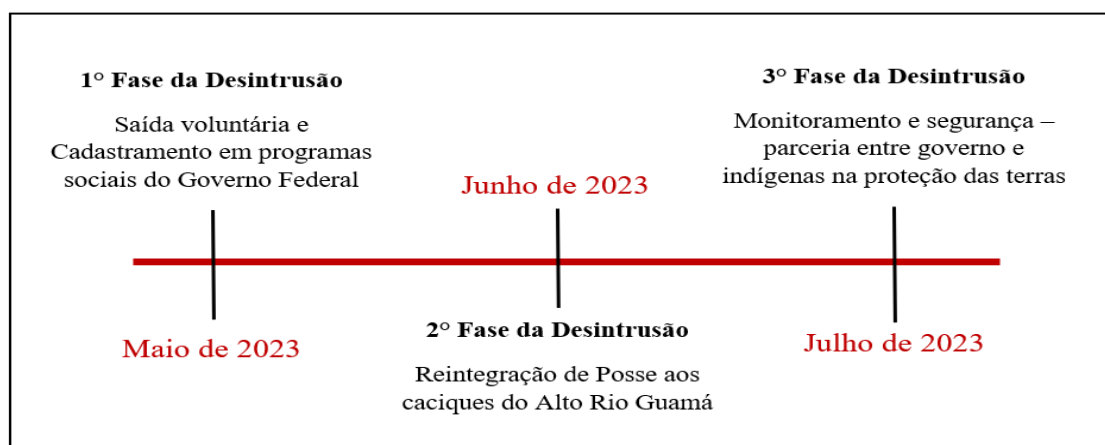 1° Fase da Desintrusão
Saída voluntária e
Cadastramento em programas
sociais do Governo Federal
Maio de 2023
Junho de 2023
2° Fase da Desintrusão
Reintegração de Posse aos
caciques do Alto Rio Guamá
3° Fase da Desintrusão
Monitoramento e segurança –
parceria entre governo e
indígenas na proteção das terras
Julho de 2023